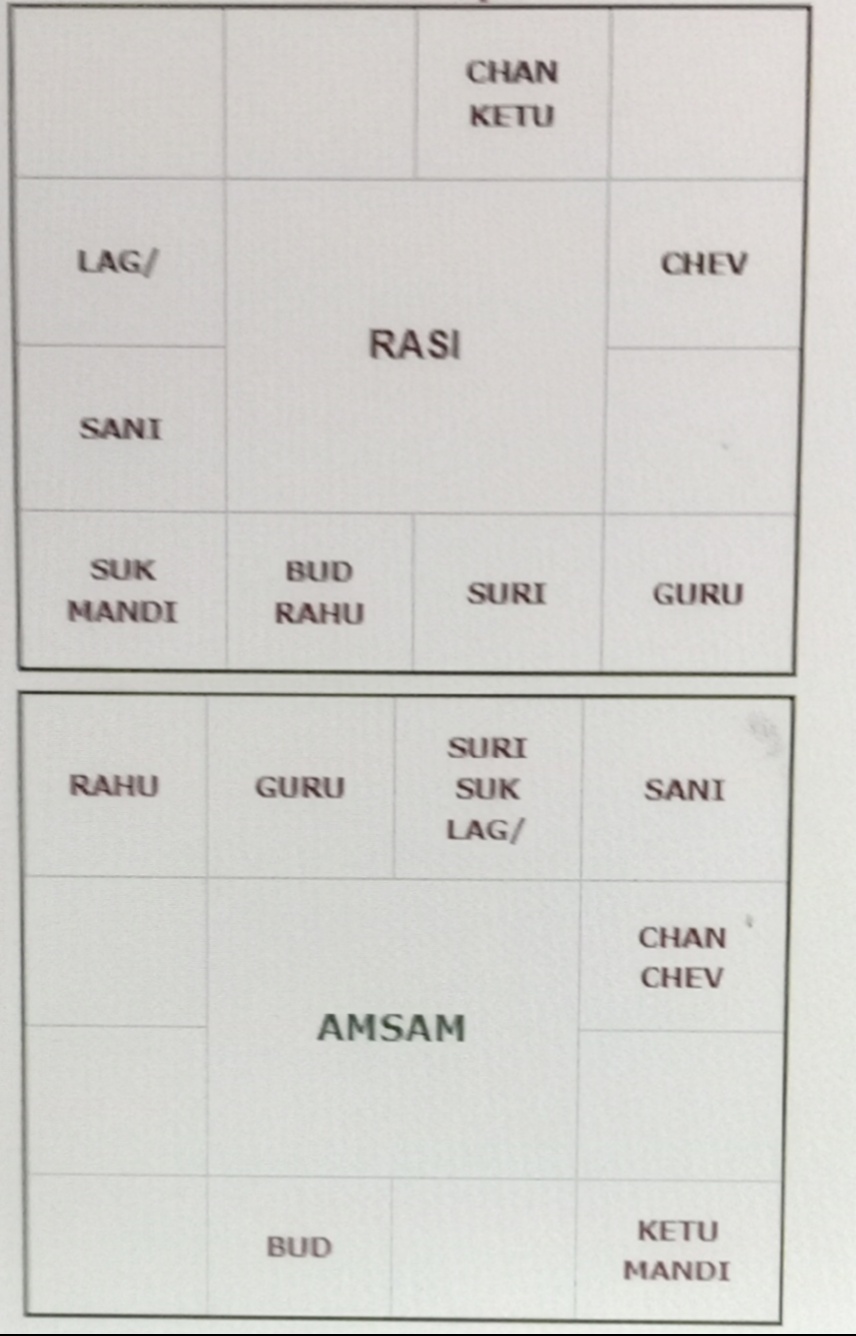 CHAN
KETU
LAG/
CHEV
RASI
SANI
SUK
MANDI
BUD
RAHU
SURI
GURU
RAHU
GURU
SURI
SUK
LAG/
SANI
CHAN
CHEV
AMSAM
BUD
KETU
MANDI